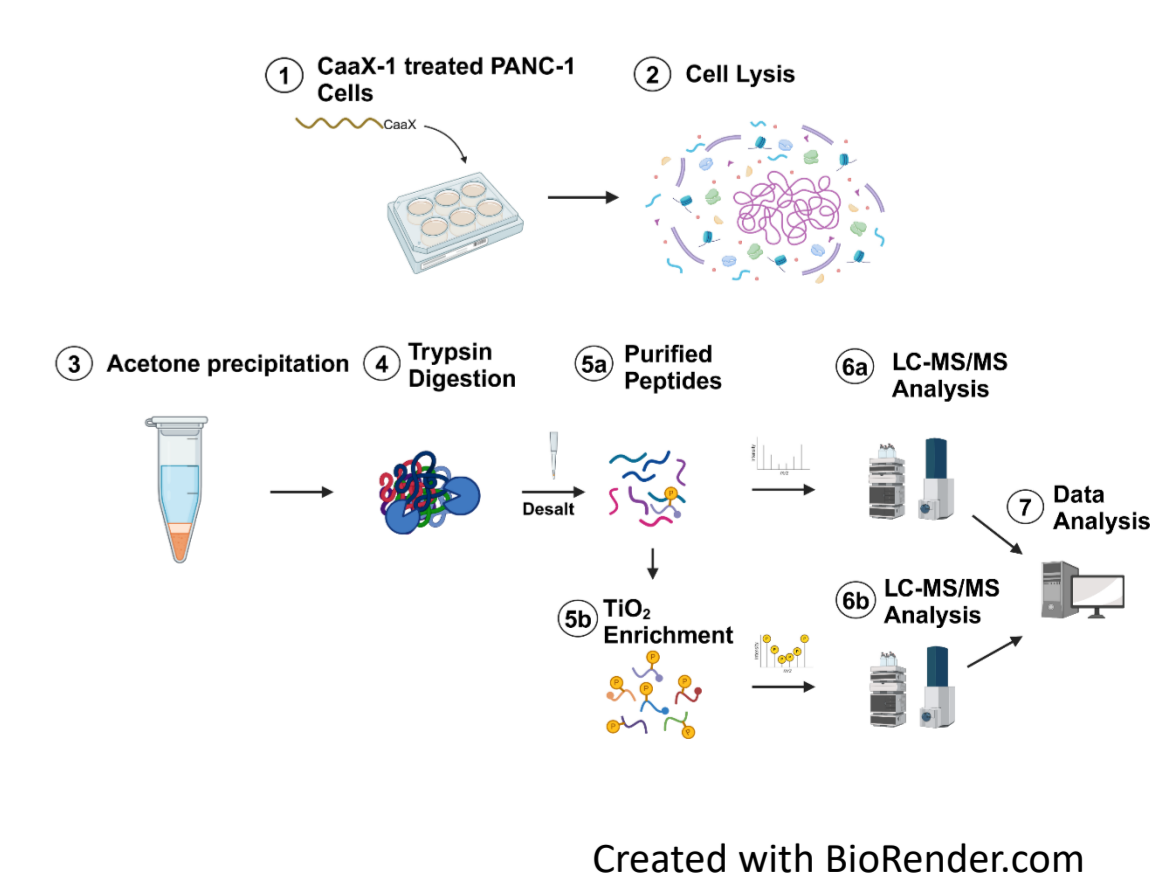 1
CaaX-1 treated PANC-1
Cells
CaaX
2
Cell Lysis
3
Acetone precipitation
4
Trypsin
Digestion
Desalt
5a
Purified
Peptides
P
6a
LC-MS/MS
Analysis
Intensity
m/z
7
Data
Analysis
5b
TiO₂
Enrichment
P
P
P
P
P
P
6b
LC-MS/MS
Analysis
m/z
Created with BioRender.com